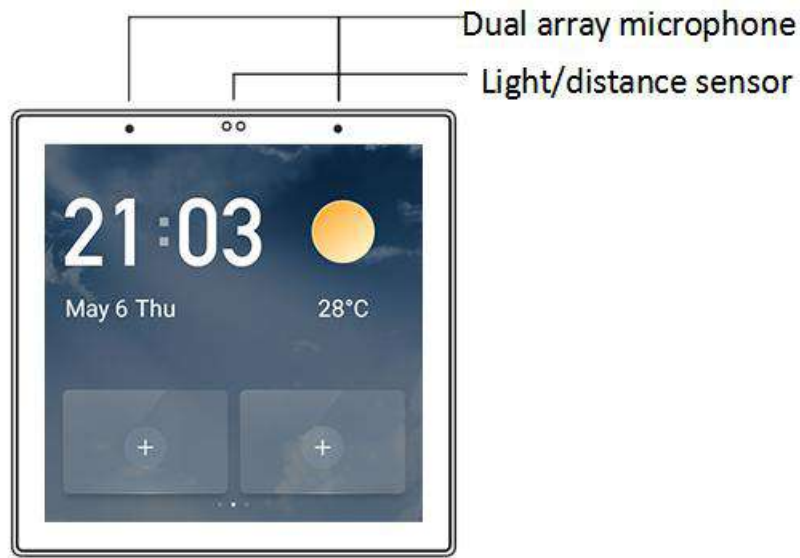 Dual array microphone
Light/distance sensor
21:03
May 6 Thu
28°C
+
+